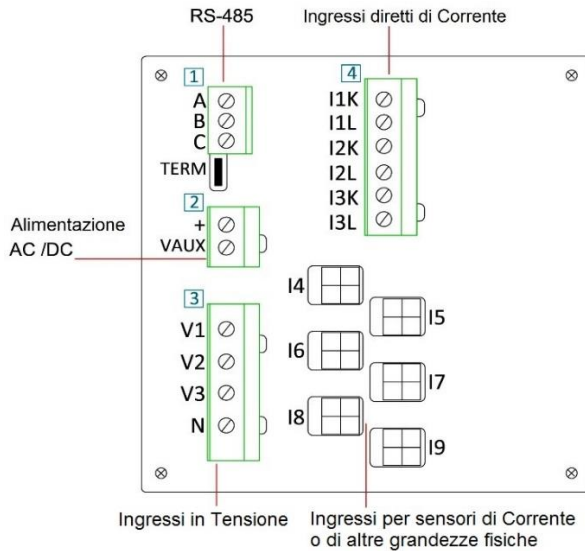 RS-485
Ingressi diretti di Corrente
1
A
B
C
TERM
4
I1K
I1L
I2K
I2L
I3K
I3L
2
+
VAUX
Alimentazione
AC /DC
3
V1
V2
V3
N
I4
I5
I6
I7
I8
I9
Ingressi in Tensione
Ingressi per sensori di Corrente
o di altre grandezze fisiche